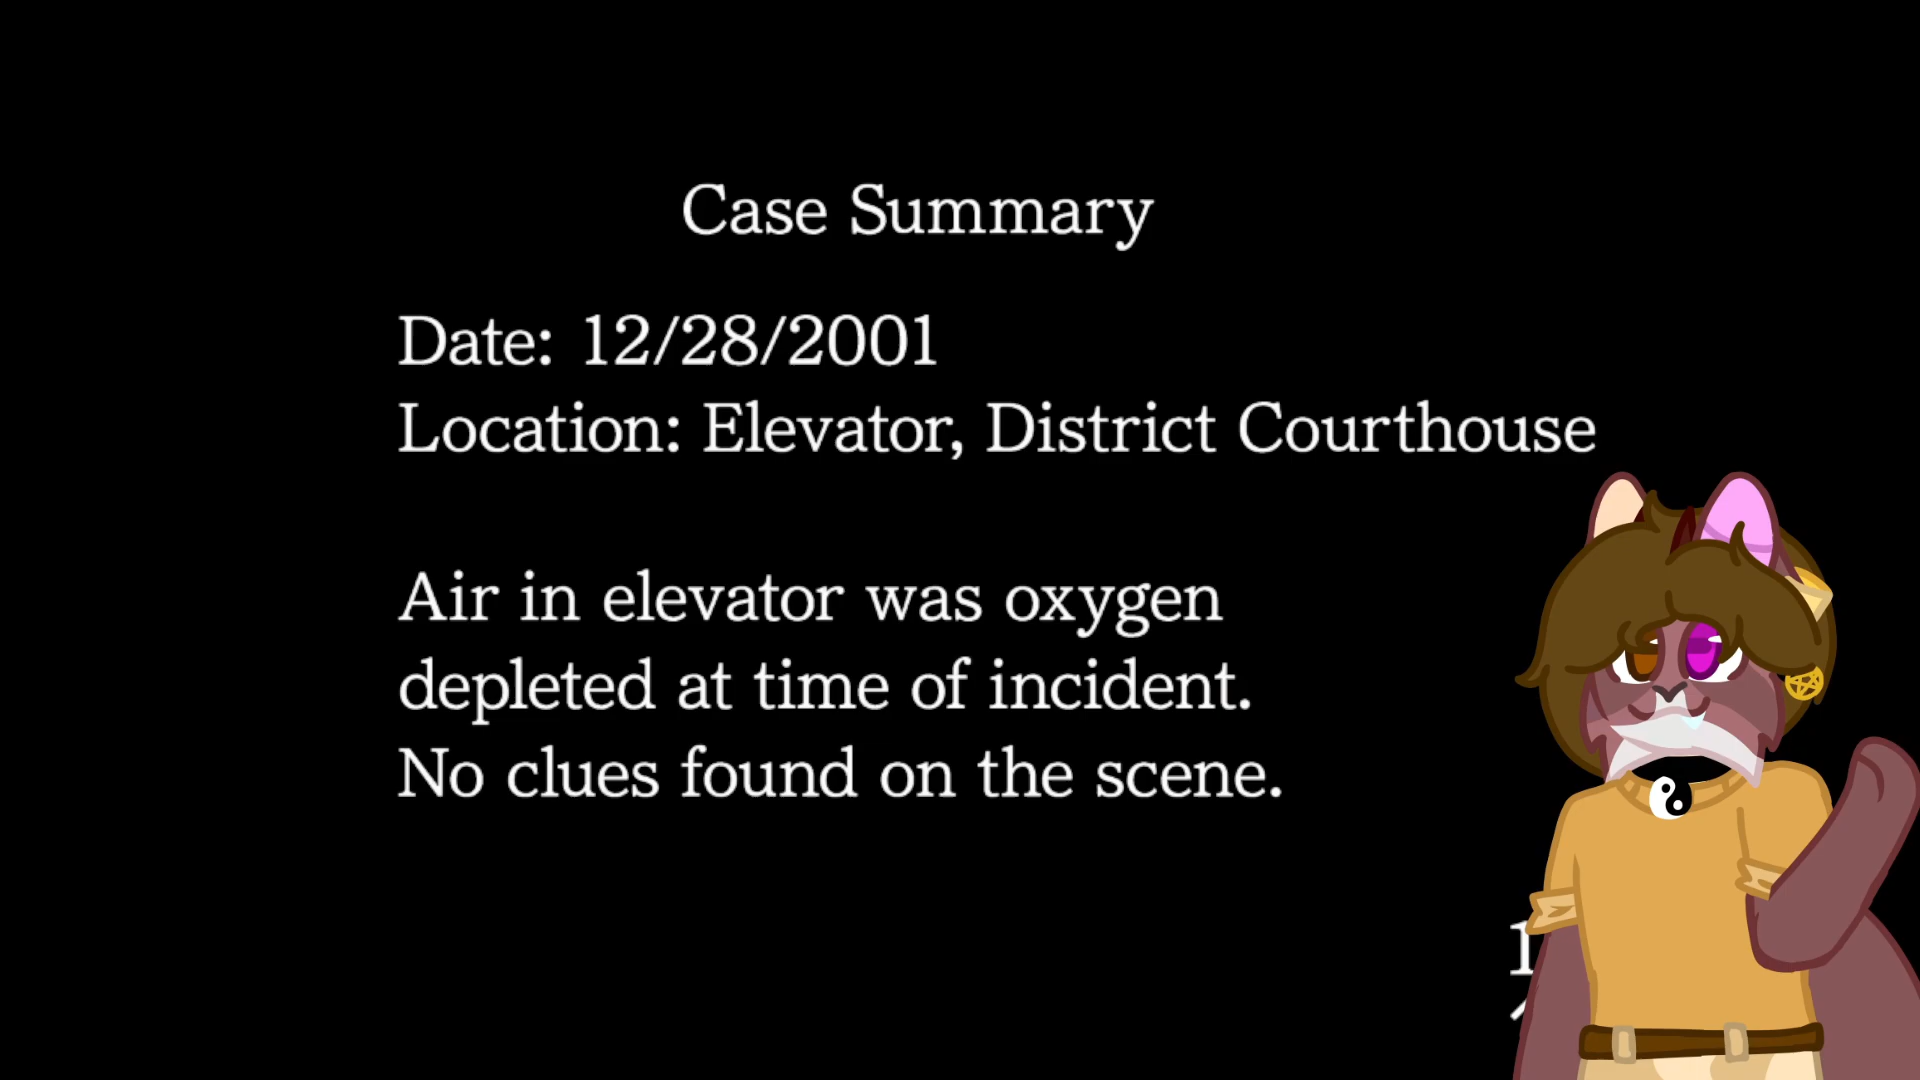 Case Summary
Date: 12/28/2001
Location: Elevator, District Courthouse
Air in elevator was oxygen
depleted at time of incident.
No clues found on the scene.